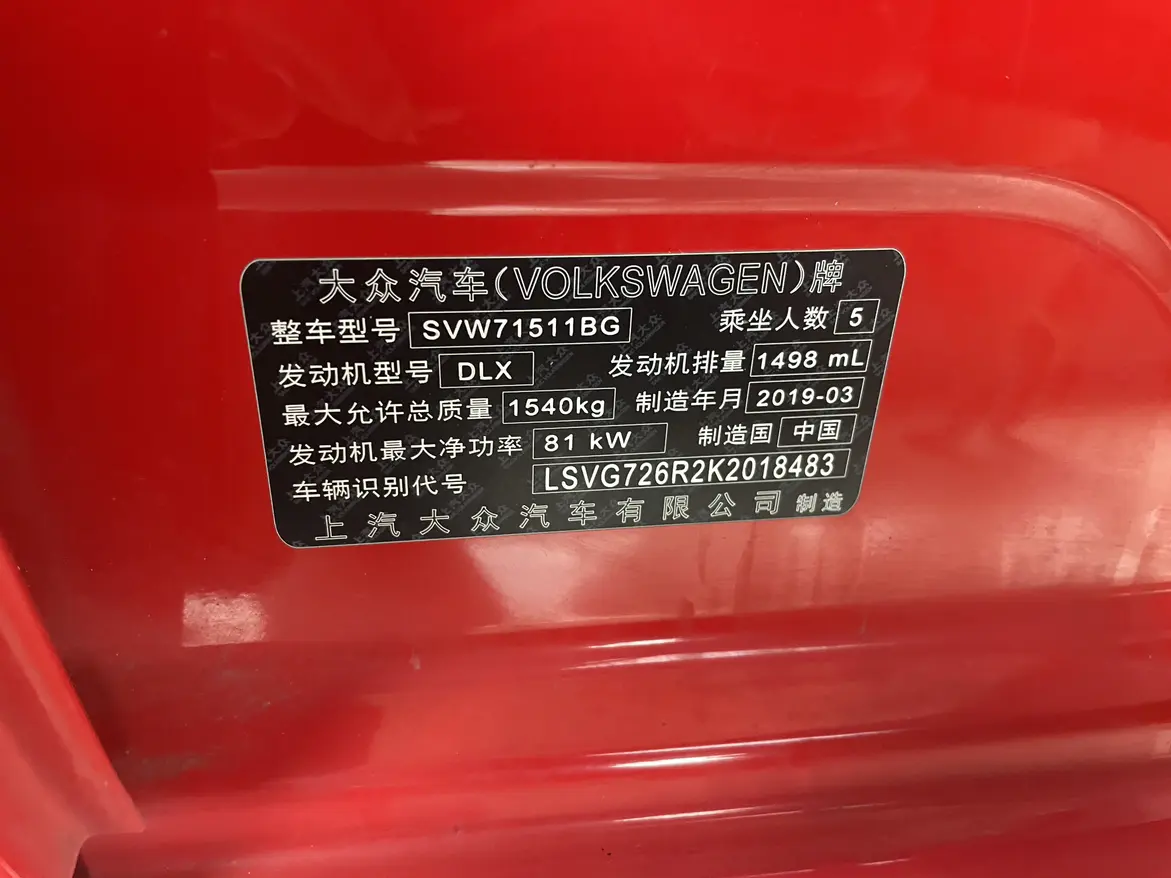 大众汽车(VOLKSWAGEN)牌
整车型号 SVW71511BG 乘坐人数 5
发动机型号 DLX 发动机排量 1498 mL
最大允许总质量 1540kg 制造年月 2019-03
发动机最大净功率 81 kW 制造国 中国
车辆识别代号 LSVG726R2K2018483
上汽大众汽车有限公司 制造